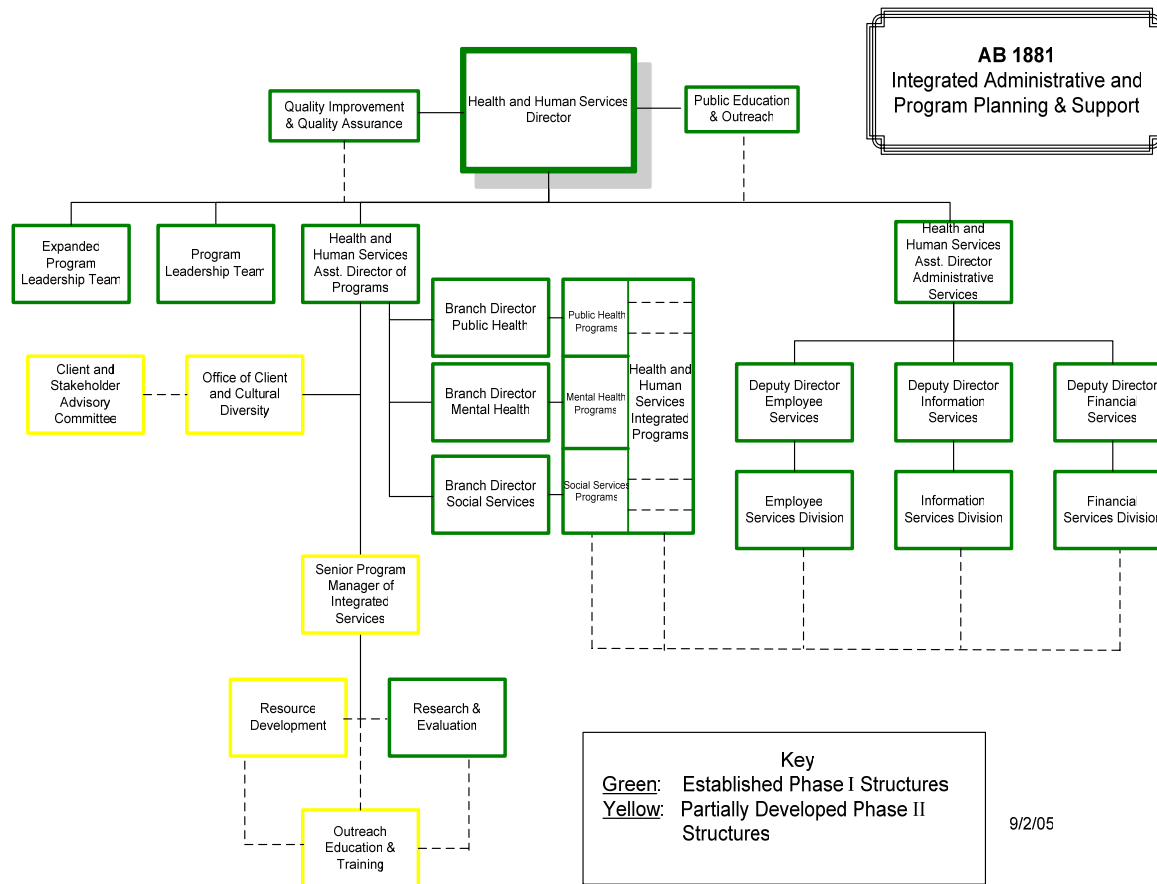 AB 1881
Integrated Administrative and
Program Planning & Support
Health and Human Services
Director
Quality Improvement
& Quality Assurance
Public Education
& Outreach
Expanded
Program
Leadership Team
Program
Leadership Team
Health and
Human Services
Asst. Director of
Programs
Health and
Human Services
Asst. Director
Administrative
Services
Branch Director
Public Health
Public Health
Programs
Health and
Human
Services
Integrated
Programs
Client and
Stakeholder
Advisory
Committee
Office of Client
and Cultural
Diversity
Branch Director
Mental Health
Mental Health
Programs
Deputy Director
Employee
Services
Deputy Director
Information
Services
Deputy Director
Financial
Services
Branch Director
Social Services
Social Services
Programs
Employee
Services Division
Information
Services Division
Financial
Services Division
Senior Program
Manager of
Integrated
Services
Resource
Development
Research &
Evaluation
Outreach
Education &
Training
Key
Green: Established Phase I Structures
Yellow: Partially Developed Phase II
Structures
9/2/05